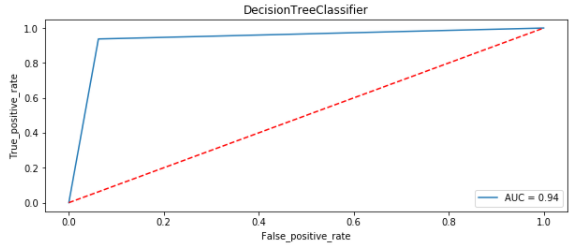 DecisionTreeClassifier
True_positive_rate
1.0
0.8
0.6
0.4
0.2
0.0
0.0 0.2 0.4 0.6 0.8 1.0
False_positive_rate
AUC = 0.94